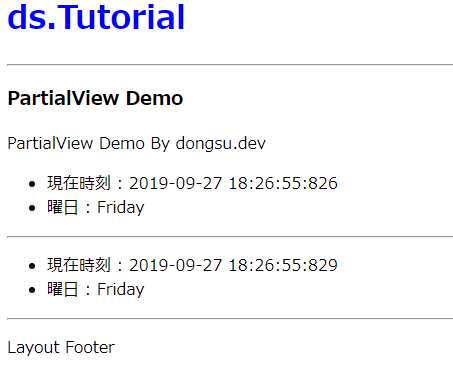 ds.Tutorial
PartialView Demo
PartialView Demo By dongsu.dev
現在時刻 : 2019-09-27 18:26:55:826
曜日 : Friday
現在時刻 : 2019-09-27 18:26:55:829
曜日 : Friday
Layout Footer